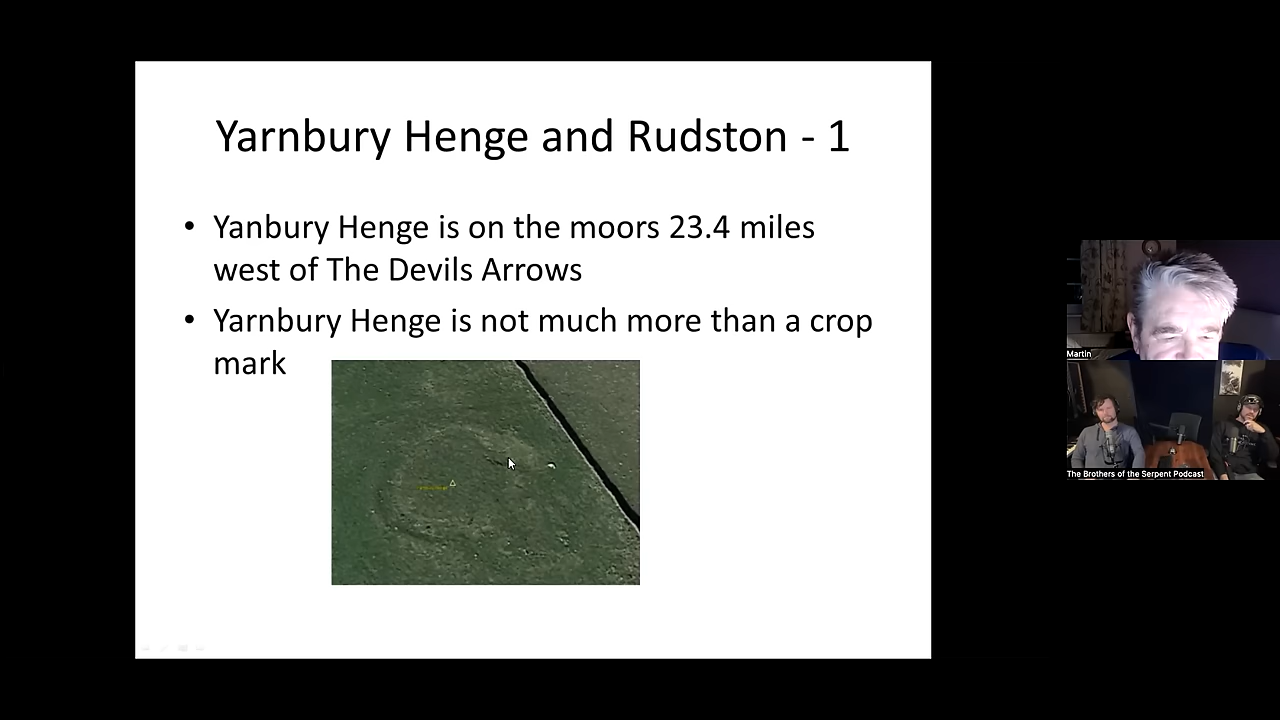 Yarnbury Henge and Rudston - 1
• Yanbury Henge is on the moors 23.4 miles
west of The Devils Arrows
• Yarnbury Henge is not much more than a crop
mark
Martin
The Brothers of the Serpent Podcast